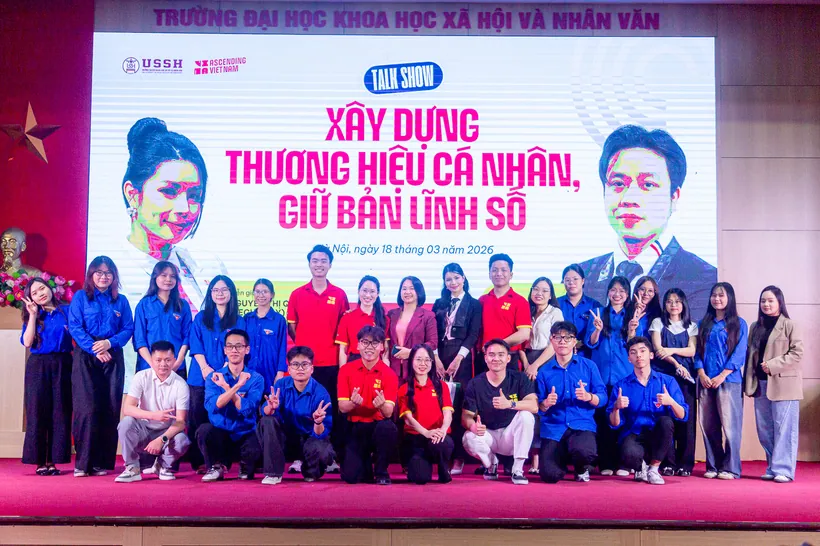 TRƯỜNG ĐẠI HỌC KHOA HỌC XÃ HỘI VÀ NHÂN VĂN
USSH
ASCENDING
VIETNAM
TALK SHOW
XÂY DỰNG
THƯƠNG HIỆU CÁ NHÂN,
GIỮ BẢN LĨNH SỐ
Nội, ngày 18 tháng 03 năm 2026